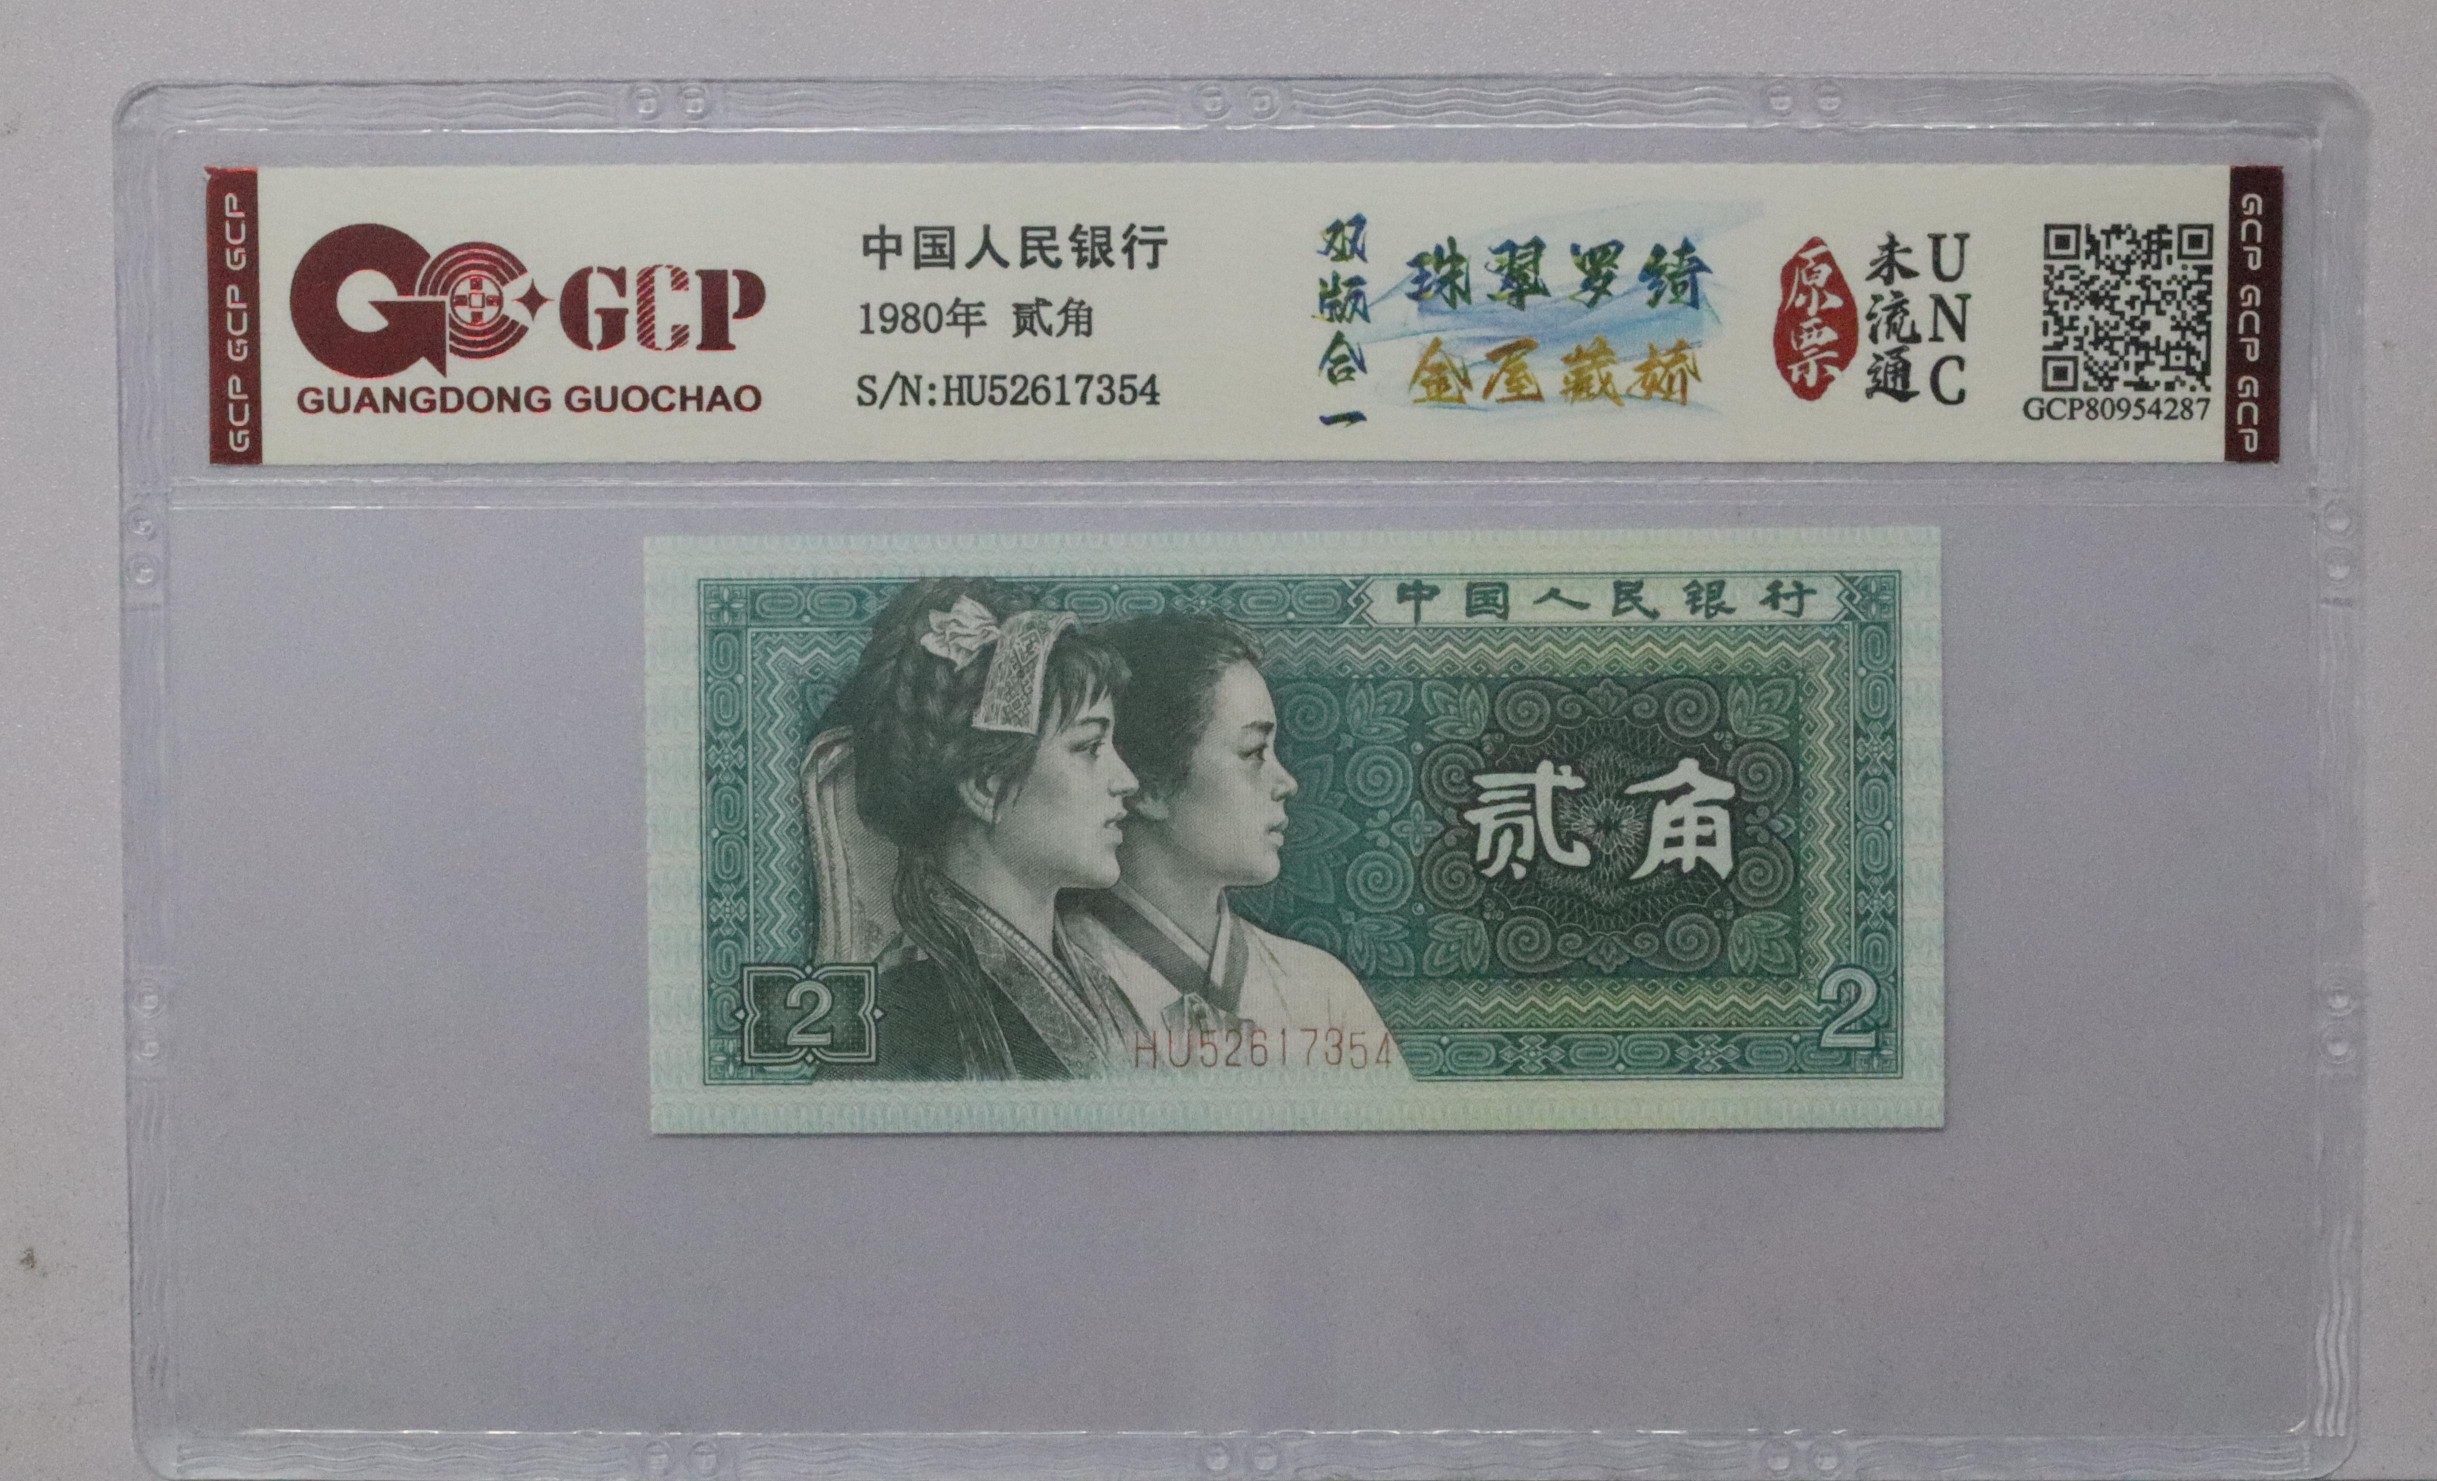 GCP GCP GCP
GCP
GUANGDONG GUOCHAO
中国人民银行
1980年 贰角
S/N:HU52617354
双版合一
珠翠罗绮
金屋藏娇
原票
未流通
UNC
GCP80954287
GCP GCP GCP
中国人民银行
贰角
2
HU52617354
2